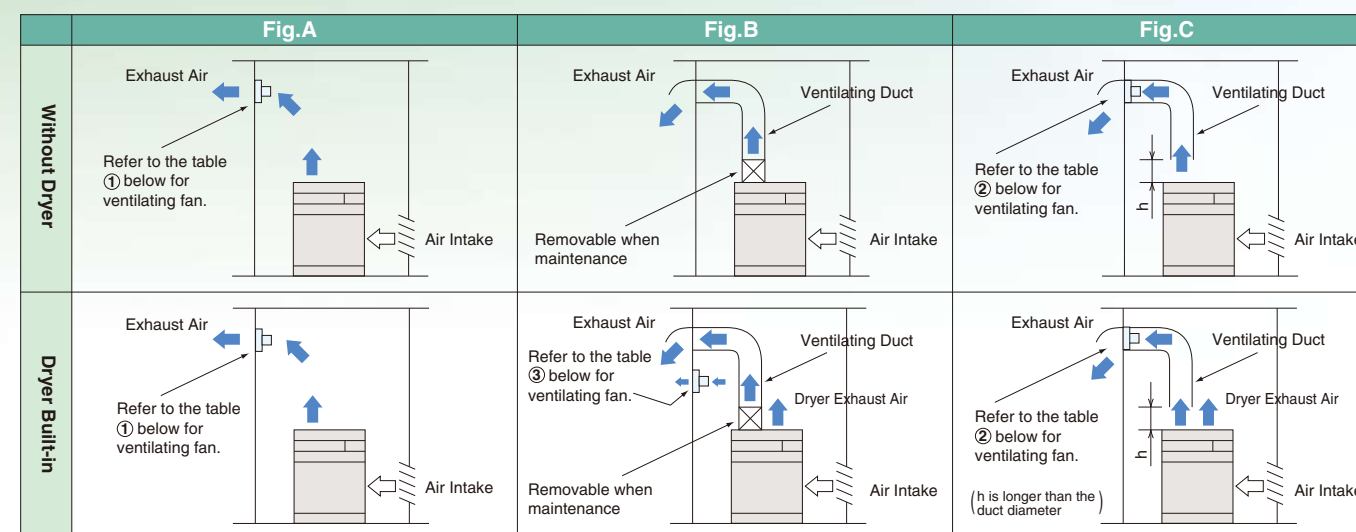 Fig.A
Fig.B
Fig.C
Without Dryer
Exhaust Air
Refer to the table
① below for
ventilating fan.
Air Intake
Exhaust Air
Ventilating Duct
Removable when
maintenance
Air Intake
Exhaust Air
Ventilating Duct
Refer to the table
② below for
ventilating fan.
h
Air Intake
Dryer Built-in
Exhaust Air
Refer to the table
① below for
ventilating fan.
Air Intake
Exhaust Air
Refer to the table
③ below for
ventilating fan.
Ventilating Duct
Dryer Exhaust Air
Removable when
maintenance
Air Intake
Exhaust Air
Ventilating Duct
Dryer Exhaust Air
Refer to the table
② below for
ventilating fan.
h
(h is longer than the
duct diameter)
Air Intake